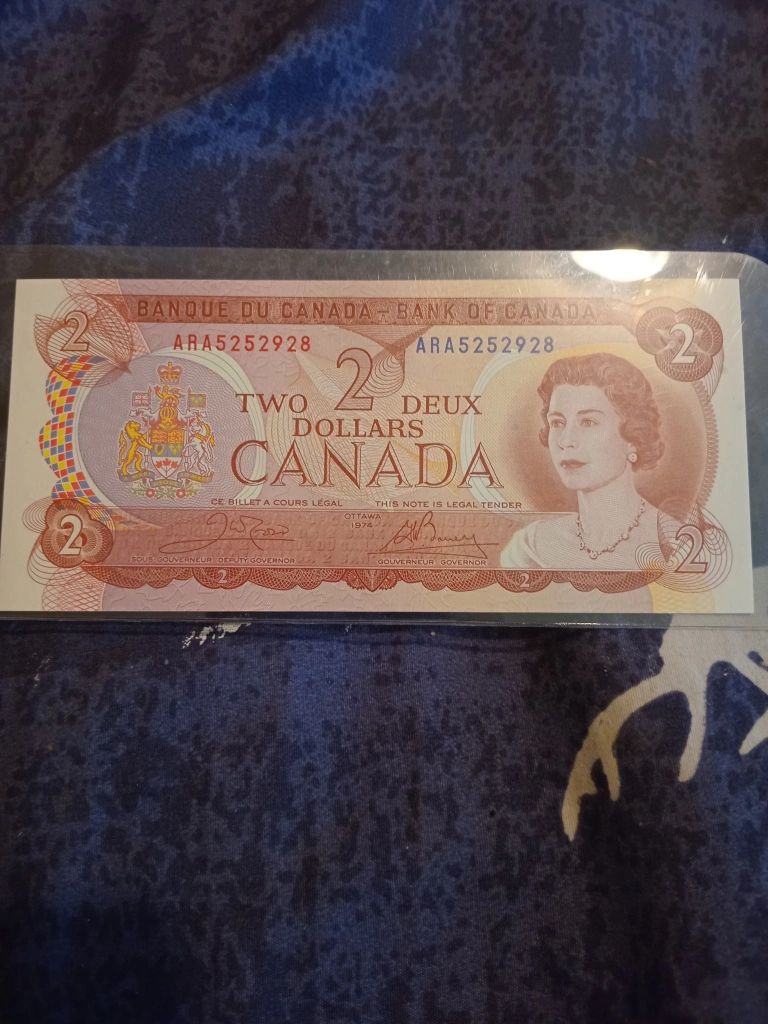 BANQUE DU CANADA – BANK OF CANADA
2 ARA5252928 ARA5252928 2
TWO 2 DEUX
DOLLARS
CANADA
CE BILLET A COURS LÉGAL THIS NOTE IS LEGAL TENDER
OTTAWA
1974
2 2
SOUS-GOUVERNEUR · DEPUTY GOVERNOR GOUVERNEUR · GOVERNOR
2 2